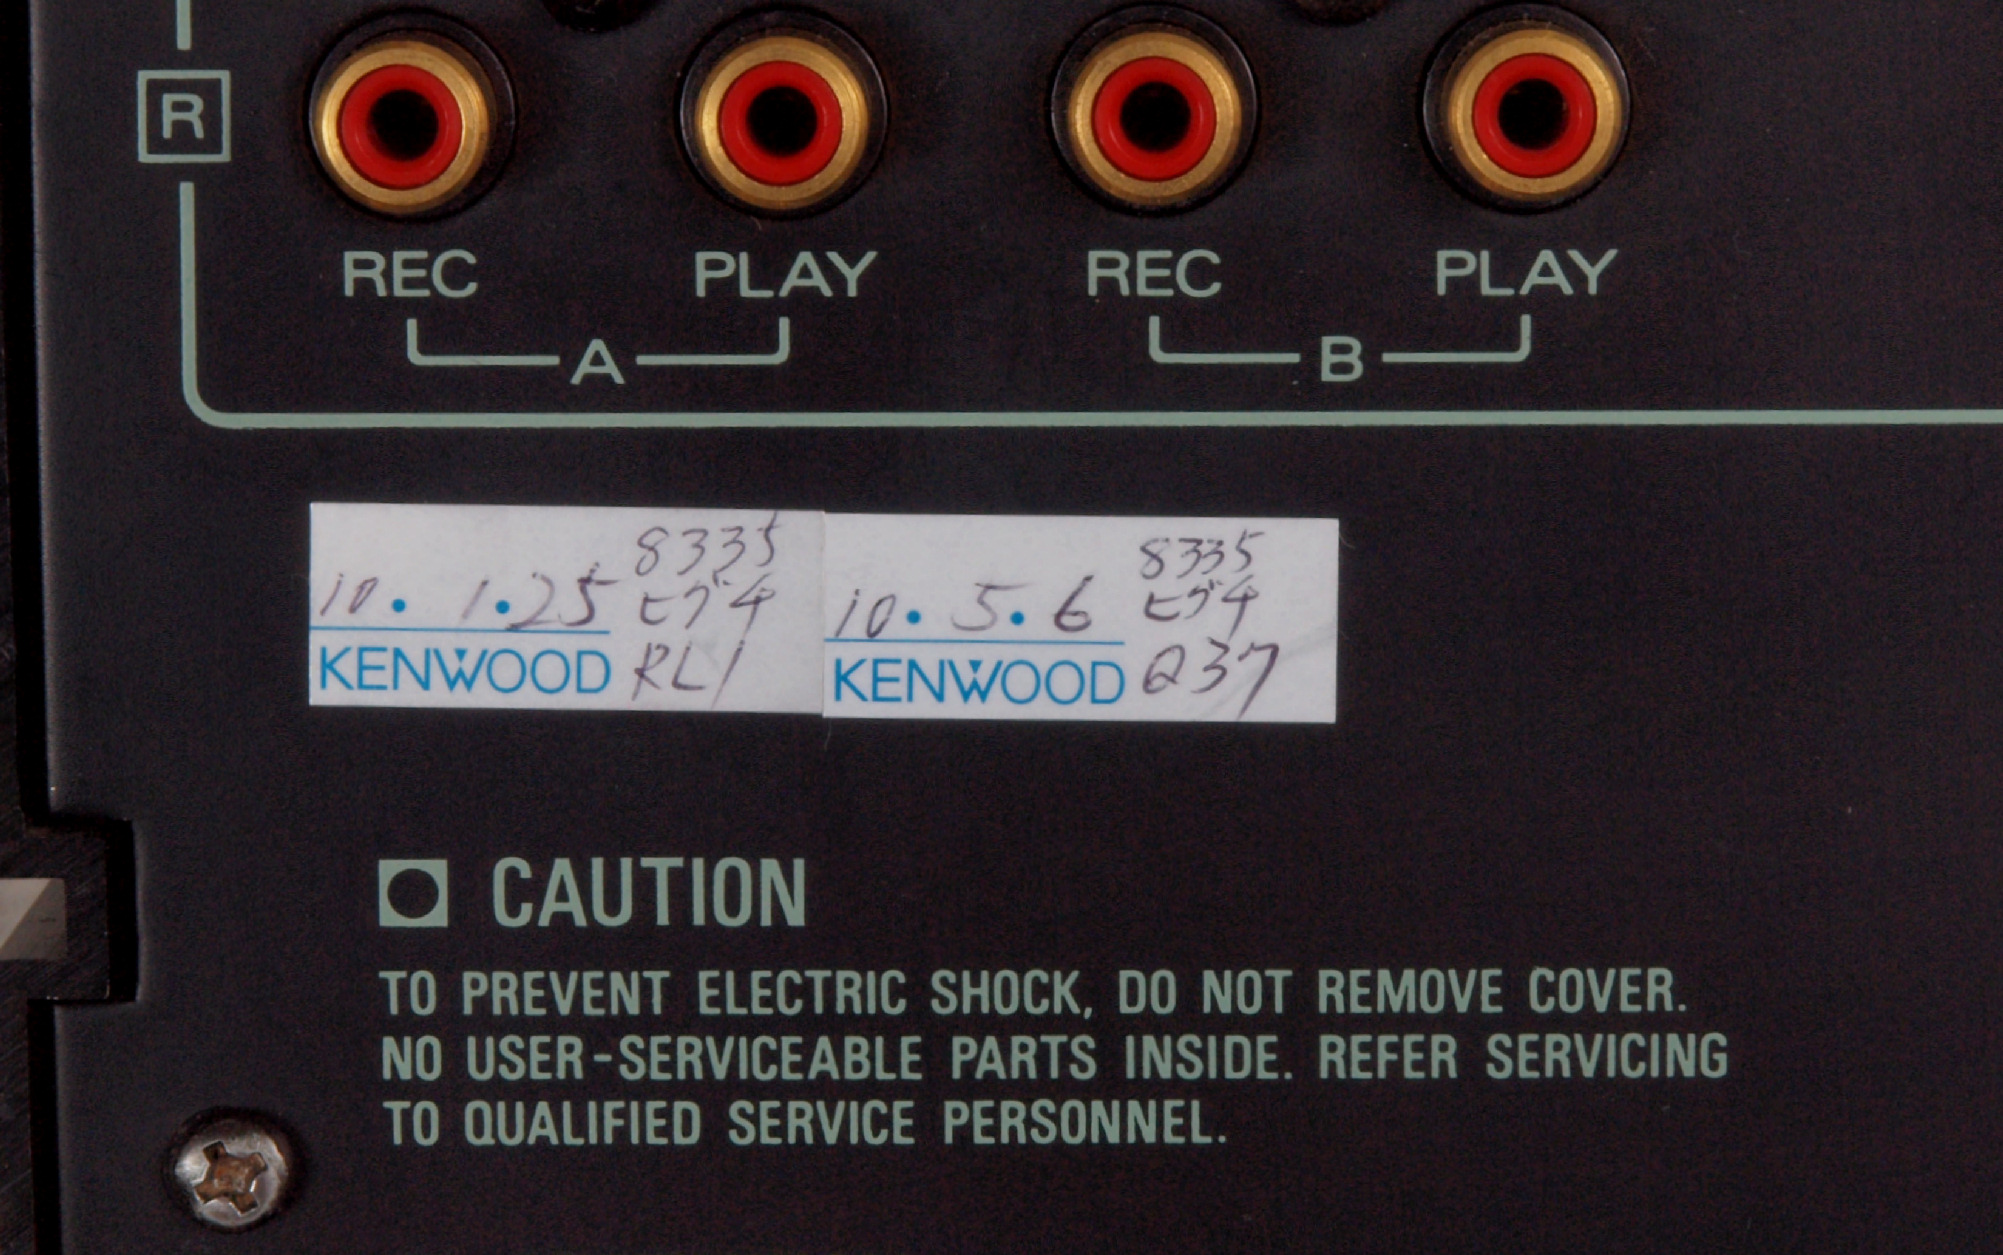 R
REC PLAY REC PLAY
A B
8335
10. 1.25 ヒグチ
KENWOOD RL1
8335
10. 5. 6 ヒグチ
KENWOOD Q37
CAUTION
TO PREVENT ELECTRIC SHOCK, DO NOT REMOVE COVER.
NO USER-SERVICEABLE PARTS INSIDE. REFER SERVICING
TO QUALIFIED SERVICE PERSONNEL.